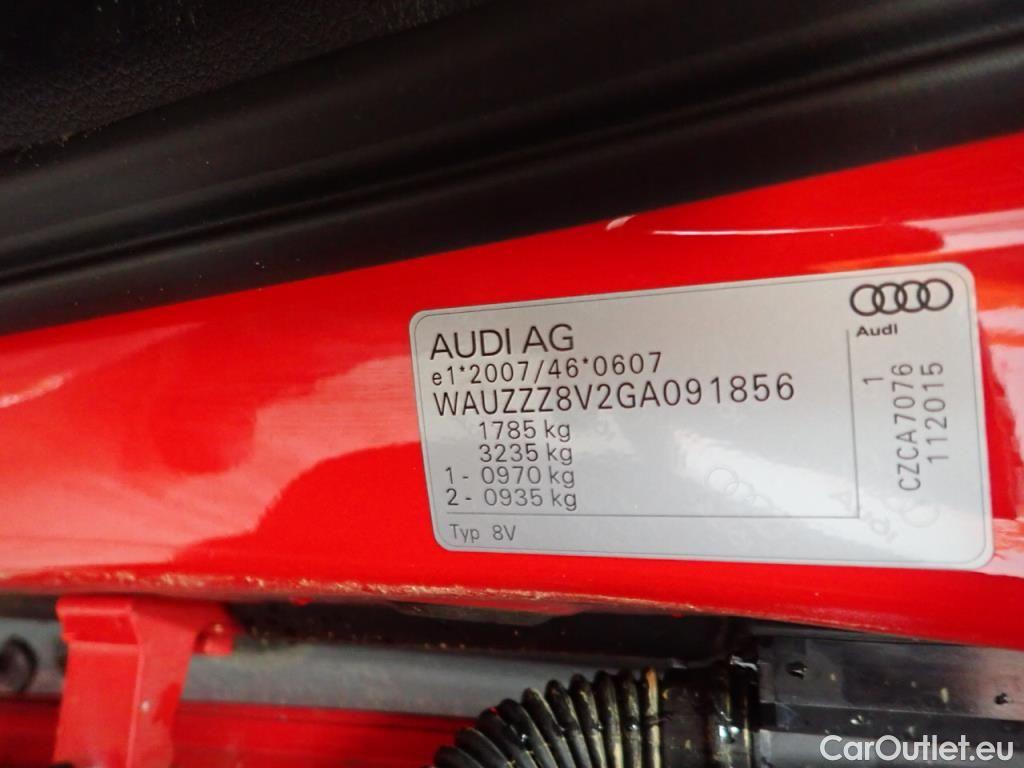 AUDI AG
e1*2007/46*0607
WAUZZZ8V2GA091856
1785 kg
3235 kg
1- 0970 kg
2- 0935 kg
Typ 8V
Audi
1
CZCA7076
112015
CarOutlet.eu